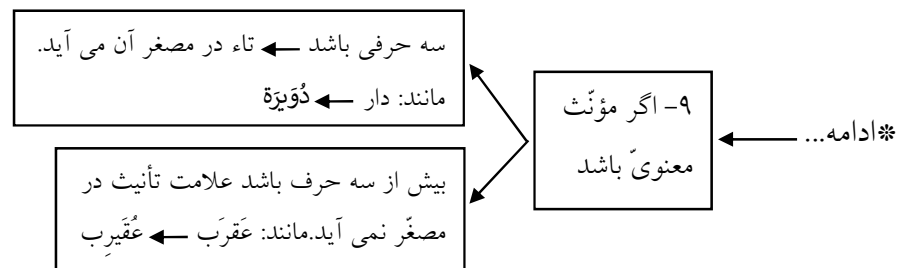 *ادامه...
۹- اگر مؤنّث
معنویّ باشد
سه حرفی باشد ← تاء در مصغر آن می آید.
مانند: دار ← دُوَیرَة
بیش از سه حرف باشد علامت تأنیث در
مصغّر نمی آید.مانند: عَقرَب ← عُقَیرِب